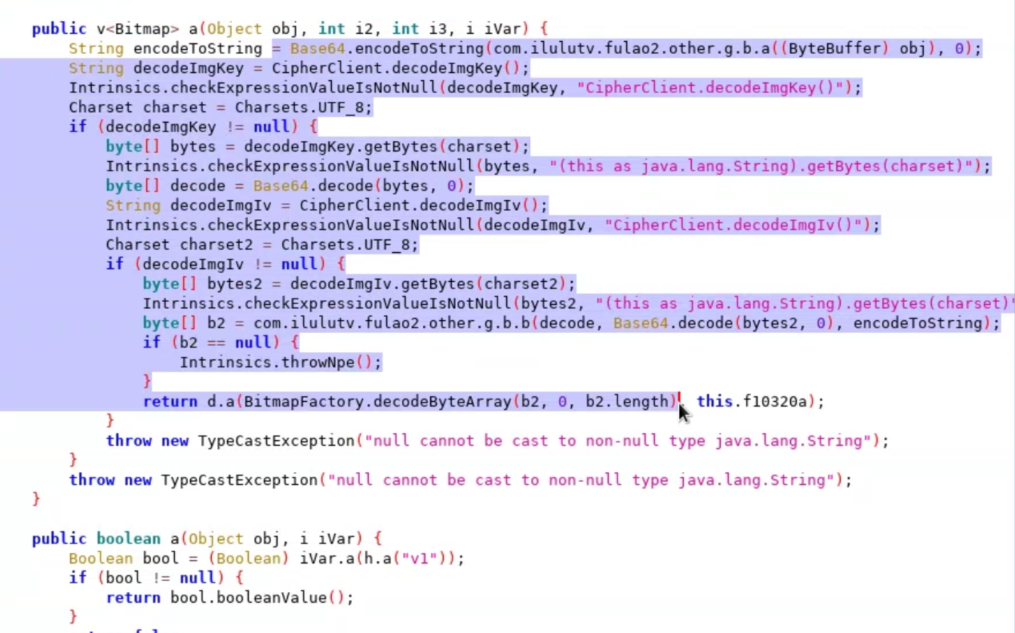 public v<Bitmap> a(Object obj, int i2, int i3, i iVar) {
String encodeToString = Base64.encodeToString(com.ilulutv.fulao2.other.g.b.a((ByteBuffer) obj), 0);
String decodeImgKey = CipherClient.decodeImgKey();
Intrinsics.checkExpressionValueIsNotNull(decodeImgKey, "CipherClient.decodeImgKey()");
Charset charset = Charsets.UTF_8;
if (decodeImgKey != null) {
byte[] bytes = decodeImgKey.getBytes(charset);
Intrinsics.checkExpressionValueIsNotNull(bytes, "(this as java.lang.String).getBytes(charset)");
byte[] decode = Base64.decode(bytes, 0);
String decodeImgIv = CipherClient.decodeImgIv();
Intrinsics.checkExpressionValueIsNotNull(decodeImgIv, "CipherClient.decodeImgIv()");
Charset charset2 = Charsets.UTF_8;
if (decodeImgIv != null) {
byte[] bytes2 = decodeImgIv.getBytes(charset2);
Intrinsics.checkExpressionValueIsNotNull(bytes2, "(this as java.lang.String).getBytes(charset)"
byte[] b2 = com.ilulutv.fulao2.other.g.b.b(decode, Base64.decode(bytes2, 0), encodeToString);
if (b2 == null) {
Intrinsics.throwNpe();
}
return d.a(BitmapFactory.decodeByteArray(b2, 0, b2.length), this.f10320a);
}
throw new TypeCastException("null cannot be cast to non-null type java.lang.String");
}
throw new TypeCastException("null cannot be cast to non-null type java.lang.String");
}
public boolean a(Object obj, i iVar) {
Boolean bool = (Boolean) iVar.a(h.a("v1"));
if (bool != null) {
return bool.booleanValue();
}